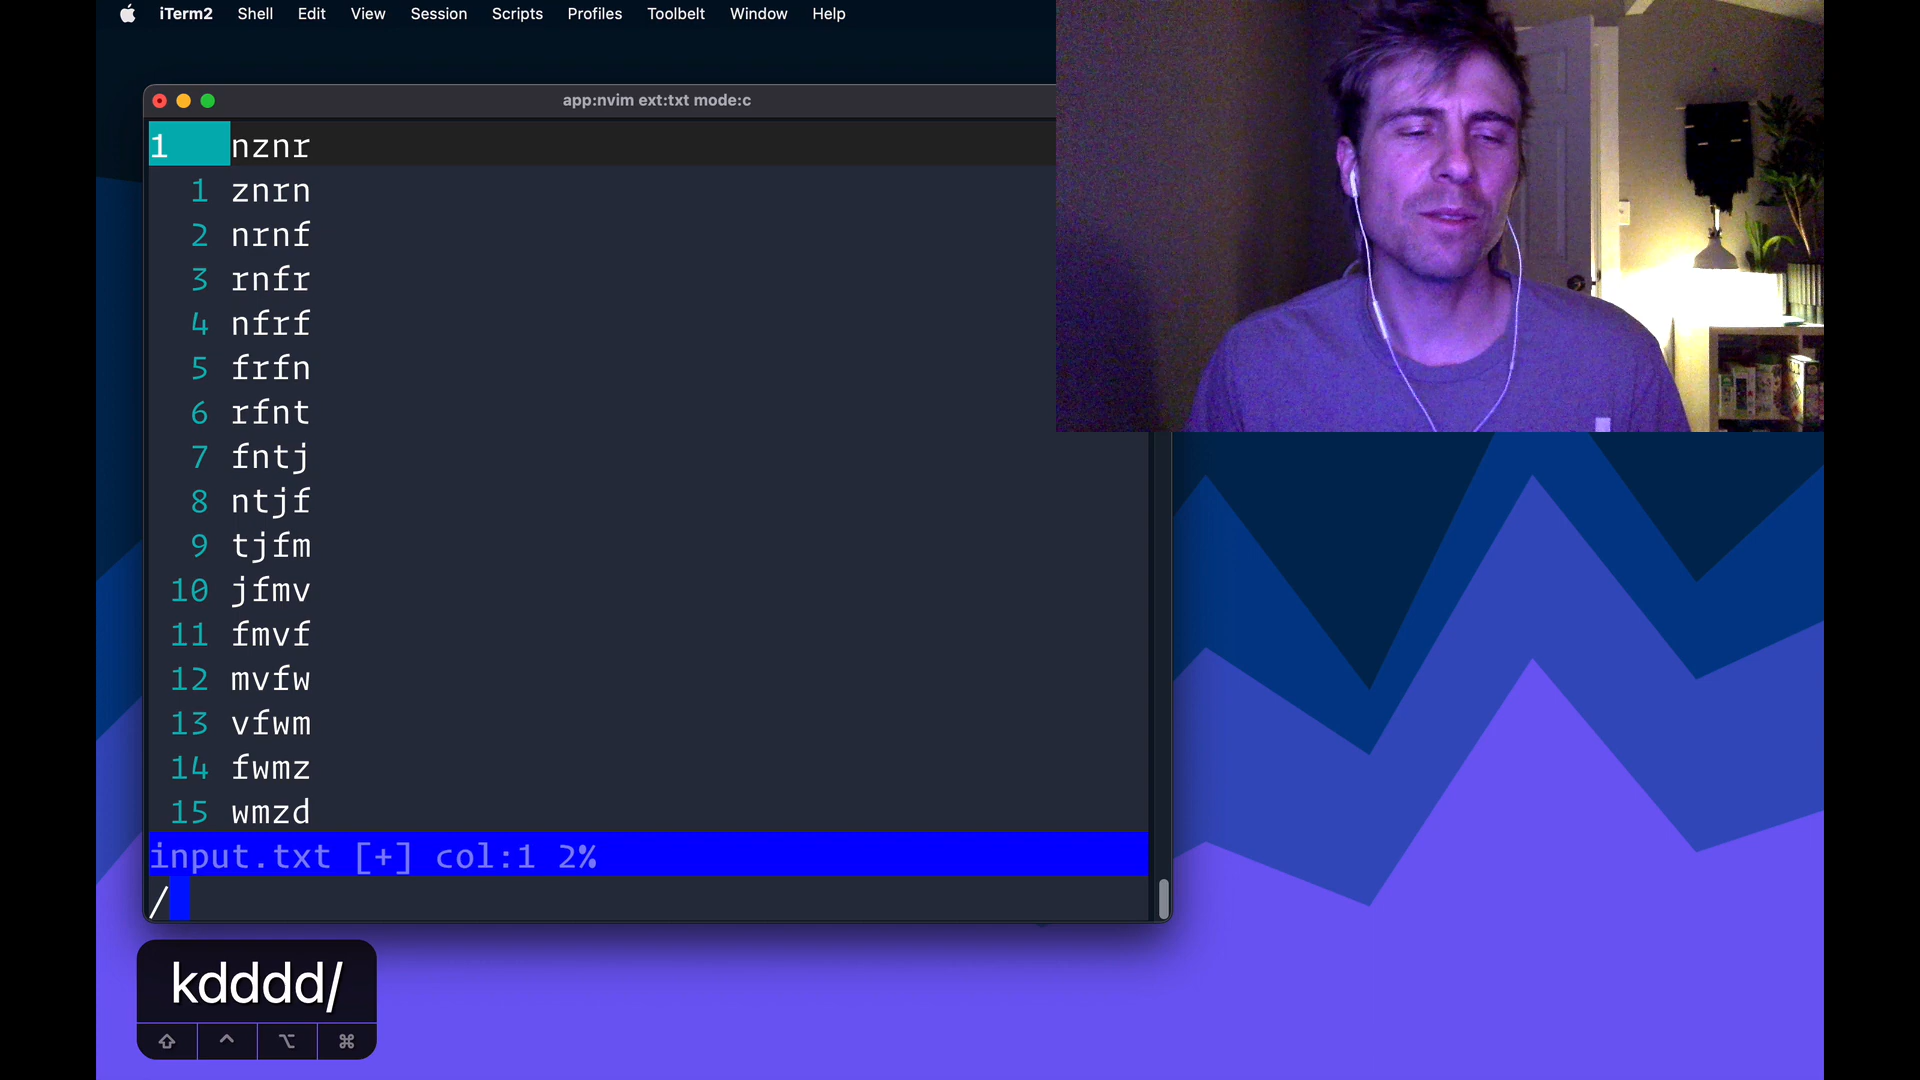 iTerm2 Shell Edit View Session Scripts Profiles Toolbelt Window Help
app:nvim ext:txt mode:c
1 nznr
1 znrn
2 nrnf
3 rnfr
4 nfrf
5 frfn
6 rfnt
7 fntj
8 ntjf
9 tjfm
10 jfmv
11 fmvf
12 mvfw
13 vfwm
14 fwmz
15 wmzd
input.txt [+] col:1 2%
/
kdddd/